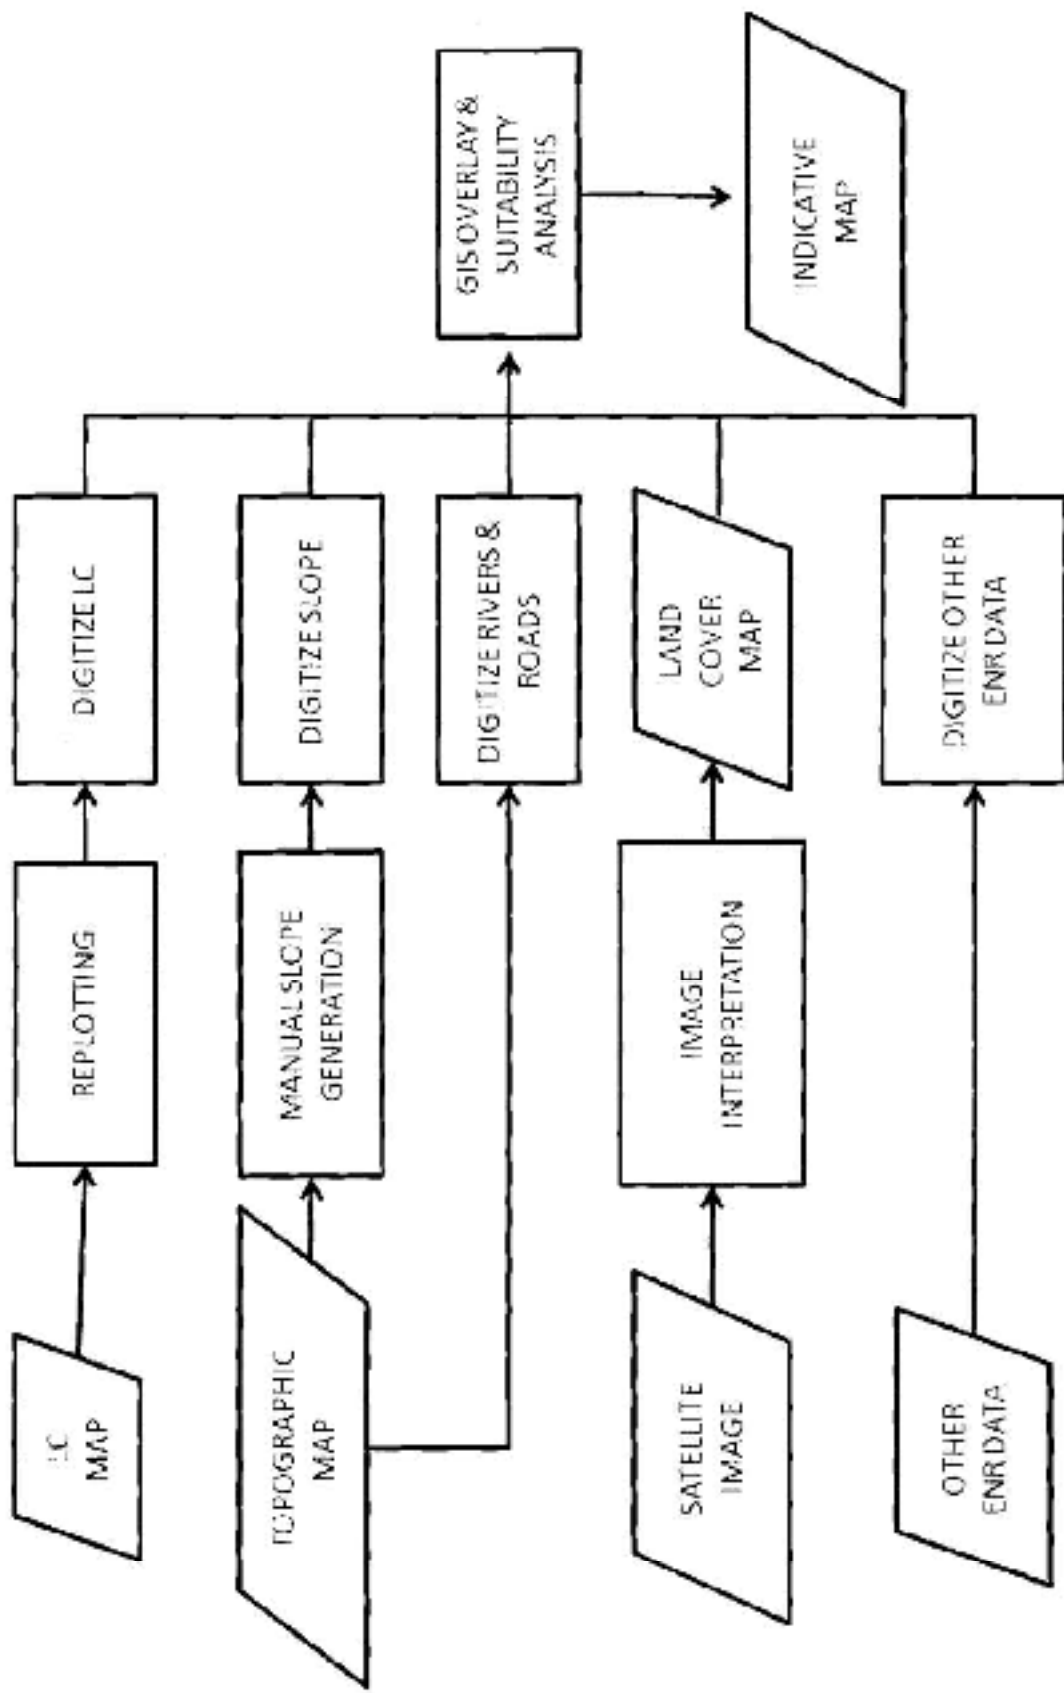 LC
MAP
REPLOTTING
DIGITIZE LC
TOPOGRAPHIC
MAP
MANUAL SLOPE
GENERATION
DIGITIZE SLOPE
DIGITIZE RIVERS &
ROADS
SATELLITE
IMAGE
IMAGE
INTERPRETATION
LAND
COVER
MAP
OTHER
ENR DATA
DIGITIZE OTHER
ENR DATA
GIS OVERLAY &
SUITABILITY
ANALYSIS
INDICATIVE
MAP